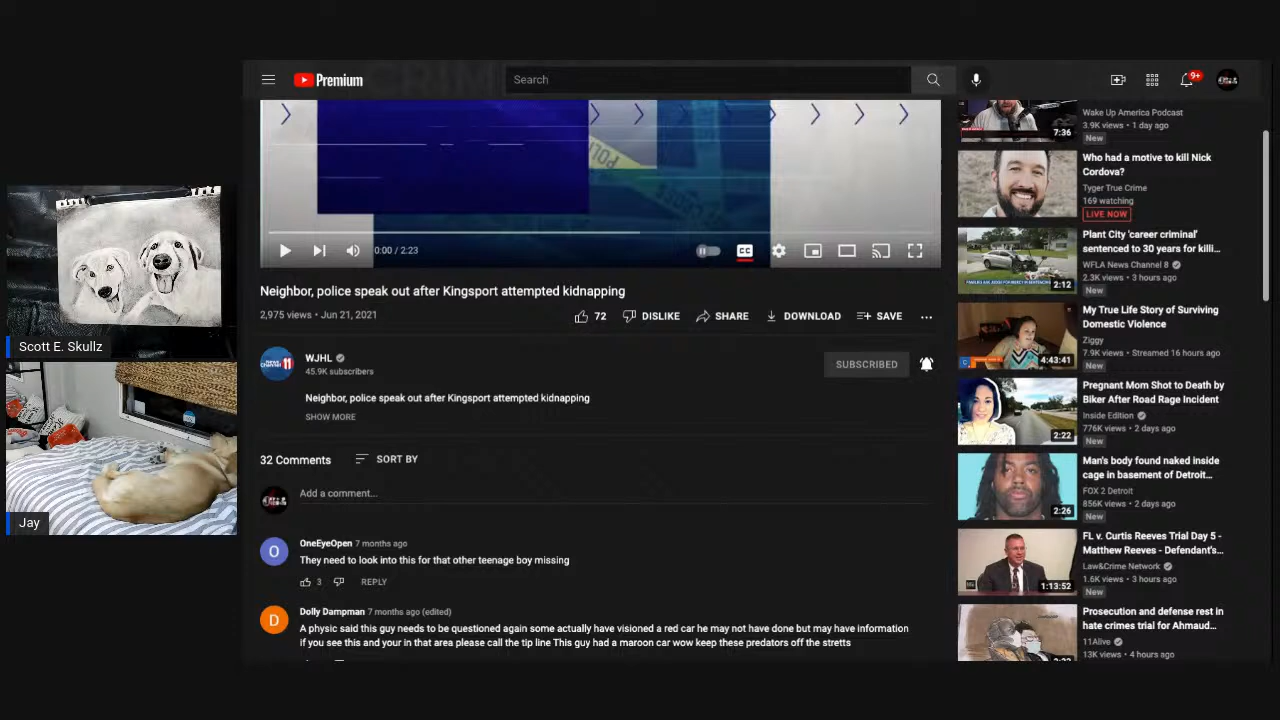 Premium
Search
9+
POLIC
0:00 / 2:23
CC
Neighbor, police speak out after Kingsport attempted kidnapping
2,975 views • Jun 21, 2021
72
DISLIKE
SHARE
DOWNLOAD
SAVE
WJHL
45.9K subscribers
SUBSCRIBED
Neighbor, police speak out after Kingsport attempted kidnapping
SHOW MORE
32 Comments
SORT BY
Add a comment...
O
OneEyeOpen 7 months ago
They need to look into this for that other teenage boy missing
3
REPLY
D
Dolly Dampman 7 months ago (edited)
A physic said this guy needs to be questioned again some actually have visioned a red car he may not have done but may have information
if you see this and your in that area please call the tip line This guy had a maroon car wow keep these predators off the stretts
Scott E. Skullz
Jay
7:36
Wake Up America Podcast
3.9K views • 1 day ago
New
Who had a motive to kill Nick
Cordova?
Tyger True Crime
169 watching
LIVE NOW
2:12
Plant City 'career criminal'
sentenced to 30 years for killi...
WFLA News Channel 8
2.3K views • 3 hours ago
New
4:43:41
My True Life Story of Surviving
Domestic Violence
Ziggy
7.9K views • Streamed 16 hours ago
New
2:22
Pregnant Mom Shot to Death by
Biker After Road Rage Incident
Inside Edition
776K views • 2 days ago
New
2:26
Man's body found naked inside
cage in basement of Detroit...
FOX 2 Detroit
856K views • 2 days ago
New
1:13:52
FL v. Curtis Reeves Trial Day 5 -
Matthew Reeves - Defendant's...
Law&Crime Network
1.6K views • 3 hours ago
New
Prosecution and defense rest in
hate crimes trial for Ahmaud...
11Alive
13K views • 4 hours ago